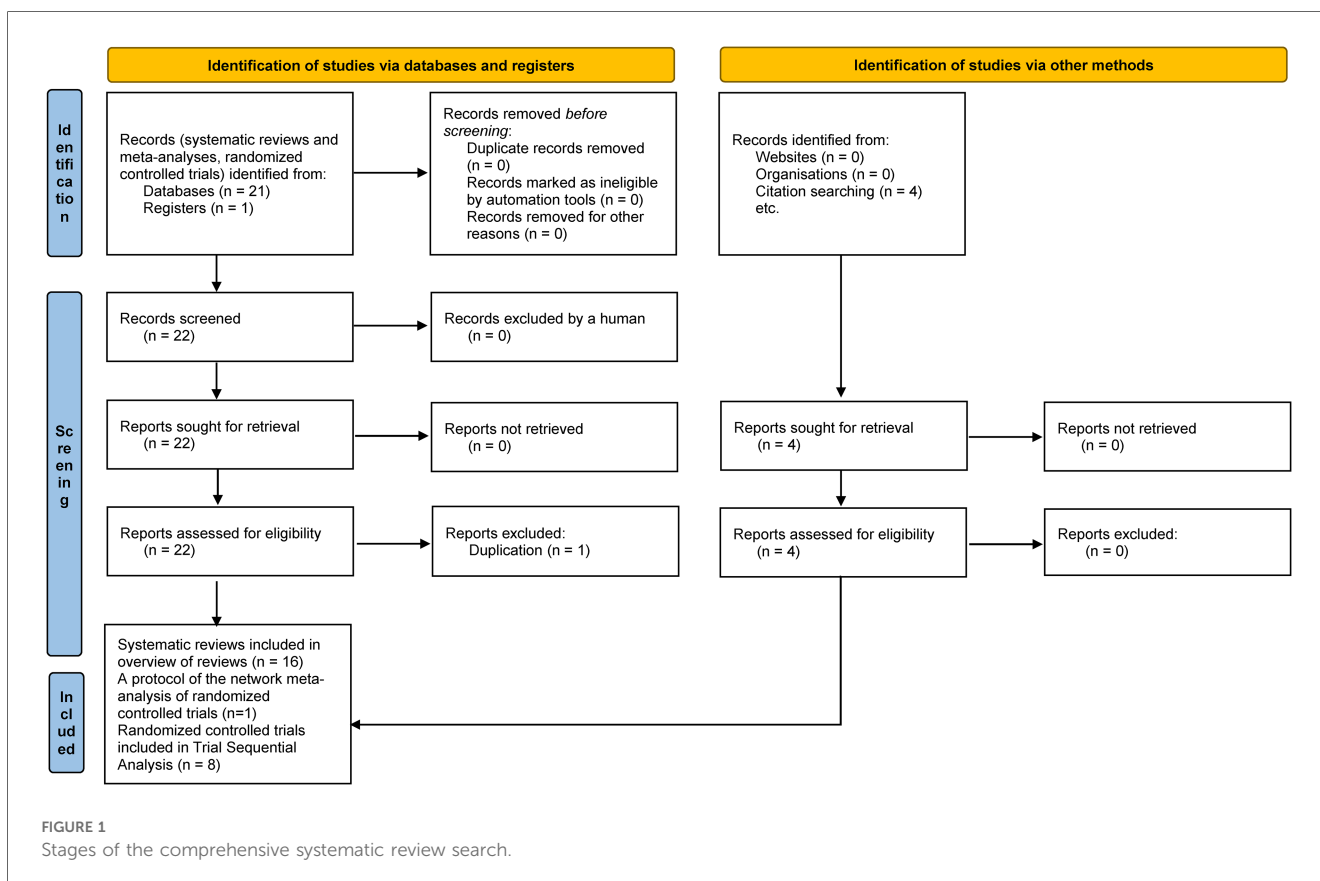 Identification of studies via databases and registers
Identification of studies via other methods
Id
en
tifi
ca
tio
n
Records (systematic reviews and
meta-analyses, randomized
controlled trials) identified from:
Databases (n = 21)
Registers (n = 1)
Records removed before
screening:
Duplicate records removed
(n = 0)
Records marked as ineligible
by automation tools (n = 0)
Records removed for other
reasons (n = 0)
Records identified from:
Websites (n = 0)
Organisations (n = 0)
Citation searching (n = 4)
etc.
Sc
re
en
in
g
Records screened
(n = 22)
Records excluded by a human
(n = 0)
Reports sought for retrieval
(n = 22)
Reports not retrieved
(n = 0)
Reports sought for retrieval
(n = 4)
Reports not retrieved
(n = 0)
Reports assessed for eligibility
(n = 22)
Reports excluded:
Duplication (n = 1)
Reports assessed for eligibility
(n = 4)
Reports excluded:
(n = 0)
In
cl
ud
ed
Systematic reviews included in
overview of reviews (n = 16)
A protocol of the network meta-
analysis of randomized
controlled trials (n=1)
Randomized controlled trials
included in Trial Sequential
Analysis (n = 8)
FIGURE 1
Stages of the comprehensive systematic review search.